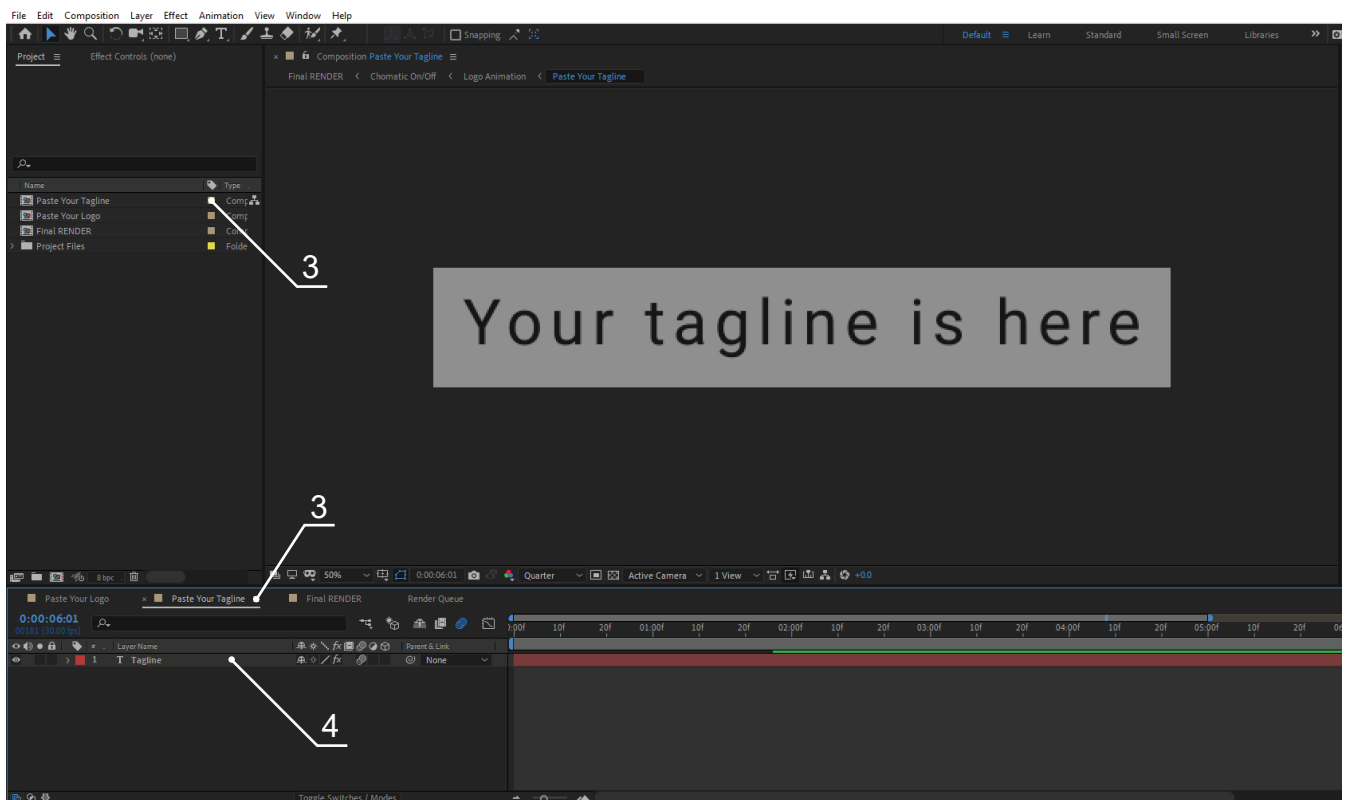 File Edit Composition Layer Effect Animation View Window Help
Snapping Default Learn Standard Small Screen Libraries
Project Effect Controls (none) × Composition Paste Your Tagline
Final RENDER Chomatic On/Off Logo Animation Paste Your Tagline
Name Type
Paste Your Tagline
Paste Your Logo
Final RENDER
Project Files Folde
3
Your tagline is here
3
8 bpc 50% 0:00:06:01 Quarter Active Camera 1 View +0.0
Paste Your Logo × Paste Your Tagline Final RENDER Render Queue
0:00:06:01
00181 (30.00 fps) 10f 20f 01:00f 10f 20f 02:00f 10f 20f 03:00f 10f 20f 04:00f 10f 20f 05:00f 10f 20f
# Layer Name Parent & Link
1 T Tagline fx None
4
Toggle Switches / Modes